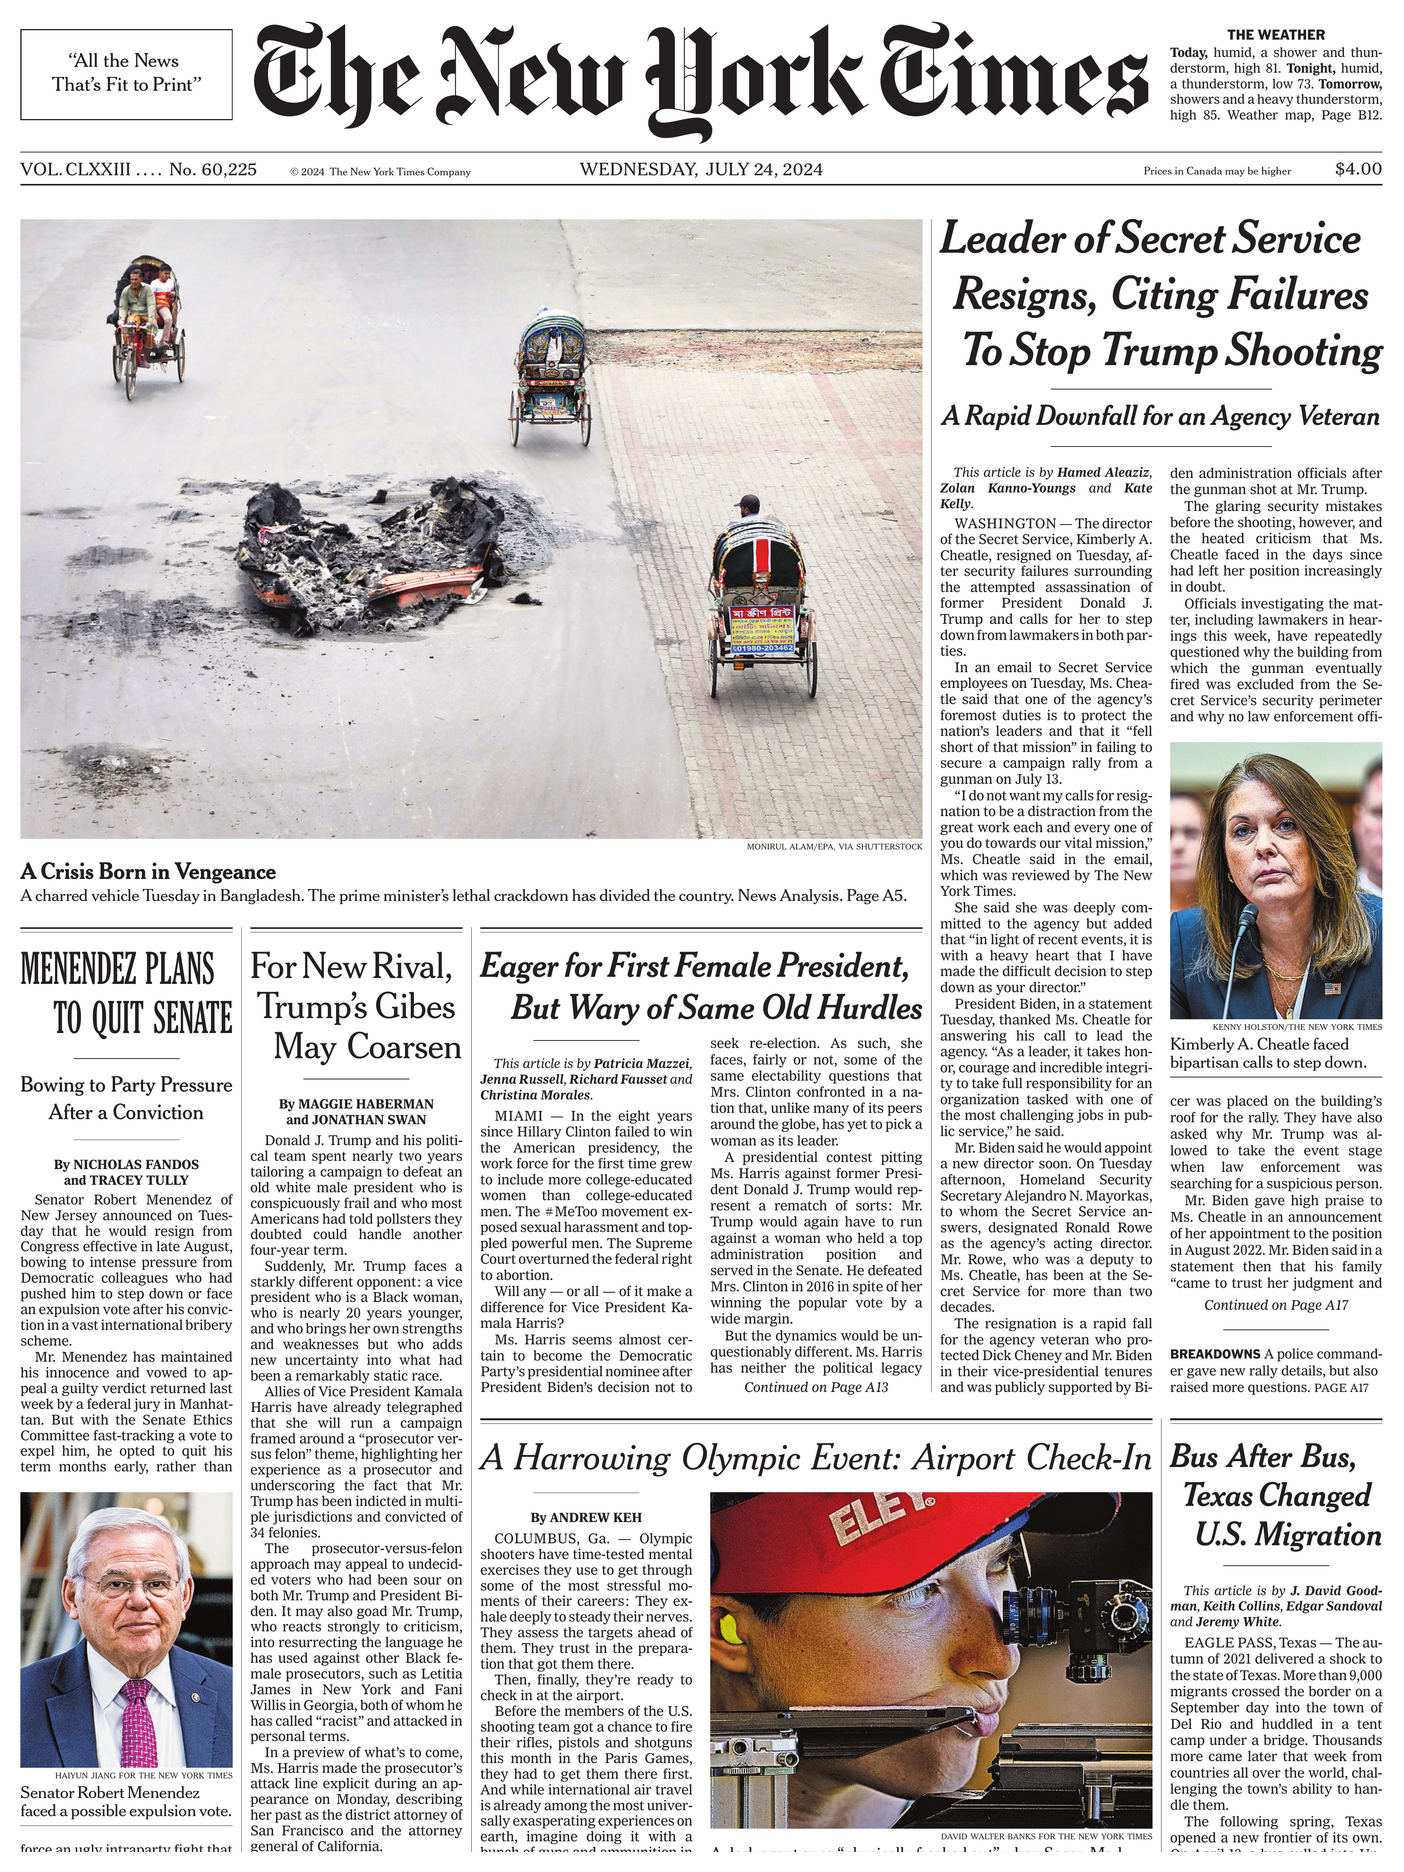 “All the News
That’s Fit to Print”
The New York Times
THE WEATHER
Today, humid, a shower and thun-
derstorm, high 81. Tonight, humid,
a thunderstorm, low 73. Tomorrow,
showers and a heavy thunderstorm,
high 85. Weather map, Page B12.
VOL. CLXXIII .... No. 60,225
© 2024 The New York Times Company
WEDNESDAY, JULY 24, 2024
Prices in Canada may be higher
$4.00
মা স্ক্রীণ প্রিন্ট
01980-203462
MONIRUL ALAM/EPA, VIA SHUTTERSTOCK
A Crisis Born in Vengeance
A charred vehicle Tuesday in Bangladesh. The prime minister’s lethal crackdown has divided the country. News Analysis. Page A5.
Leader of Secret Service
Resigns, Citing Failures
To Stop Trump Shooting
A Rapid Downfall for an Agency Veteran
This article is by Hamed Aleaziz,
Zolan Kanno-Youngs and Kate
Kelly.
WASHINGTON — The director
of the Secret Service, Kimberly A.
Cheatle, resigned on Tuesday, af-
ter security failures surrounding
the attempted assassination of
former President Donald J.
Trump and calls for her to step
down from lawmakers in both par-
ties.
In an email to Secret Service
employees on Tuesday, Ms. Chea-
tle said that one of the agency’s
foremost duties is to protect the
nation’s leaders and that it “fell
short of that mission” in failing to
secure a campaign rally from a
gunman on July 13.
“I do not want my calls for resig-
nation to be a distraction from the
great work each and every one of
you do towards our vital mission,”
Ms. Cheatle said in the email,
which was reviewed by The New
York Times.
She said she was deeply com-
mitted to the agency but added
that “in light of recent events, it is
with a heavy heart that I have
made the difficult decision to step
down as your director.”
President Biden, in a statement
Tuesday, thanked Ms. Cheatle for
answering his call to lead the
agency. “As a leader, it takes hon-
or, courage and incredible integri-
ty to take full responsibility for an
organization tasked with one of
the most challenging jobs in pub-
lic service,” he said.
Mr. Biden said he would appoint
a new director soon. On Tuesday
afternoon, Homeland Security
Secretary Alejandro N. Mayorkas,
to whom the Secret Service an-
swers, designated Ronald Rowe
as the agency’s acting director.
Mr. Rowe, who was a deputy to
Ms. Cheatle, has been at the Se-
cret Service for more than two
decades.
The resignation is a rapid fall
for the agency veteran who pro-
tected Dick Cheney and Mr. Biden
in their vice-presidential tenures
and was publicly supported by Bi-
den administration officials after
the gunman shot at Mr. Trump.
The glaring security mistakes
before the shooting, however, and
the heated criticism that Ms.
Cheatle faced in the days since
had left her position increasingly
in doubt.
Officials investigating the mat-
ter, including lawmakers in hear-
ings this week, have repeatedly
questioned why the building from
which the gunman eventually
fired was excluded from the Se-
cret Service’s security perimeter
and why no law enforcement offi-
KENNY HOLSTON/THE NEW YORK TIMES
Kimberly A. Cheatle faced
bipartisan calls to step down.
cer was placed on the building’s
roof for the rally. They have also
asked why Mr. Trump was al-
lowed to take the event stage
when law enforcement was
searching for a suspicious person.
Mr. Biden gave high praise to
Ms. Cheatle in an announcement
of her appointment to the position
in August 2022. Mr. Biden said in a
statement then that his family
“came to trust her judgment and
Continued on Page A17
BREAKDOWNS A police command-
er gave new rally details, but also
raised more questions. PAGE A17
MENENDEZ PLANS
TO QUIT SENATE
Bowing to Party Pressure
After a Conviction
By NICHOLAS FANDOS
and TRACEY TULLY
Senator Robert Menendez of
New Jersey announced on Tues-
day that he would resign from
Congress effective in late August,
bowing to intense pressure from
Democratic colleagues who had
pushed him to step down or face
an expulsion vote after his convic-
tion in a vast international bribery
scheme.
Mr. Menendez has maintained
his innocence and vowed to ap-
peal a guilty verdict returned last
week by a federal jury in Manhat-
tan. But with the Senate Ethics
Committee fast-tracking a vote to
expel him, he opted to quit his
term months early, rather than
HAIYUN JIANG FOR THE NEW YORK TIMES
Senator Robert Menendez
faced a possible expulsion vote.
force an ugly intraparty fight that
For New Rival,
Trump’s Gibes
May Coarsen
By MAGGIE HABERMAN
and JONATHAN SWAN
Donald J. Trump and his politi-
cal team spent nearly two years
tailoring a campaign to defeat an
old white male president who is
conspicuously frail and who most
Americans had told pollsters they
doubted could handle another
four-year term.
Suddenly, Mr. Trump faces a
starkly different opponent: a vice
president who is a Black woman,
who is nearly 20 years younger,
and who brings her own strengths
and weaknesses but who adds
new uncertainty into what had
been a remarkably static race.
Allies of Vice President Kamala
Harris have already telegraphed
that she will run a campaign
framed around a “prosecutor ver-
sus felon” theme, highlighting her
experience as a prosecutor and
underscoring the fact that Mr.
Trump has been indicted in multi-
ple jurisdictions and convicted of
34 felonies.
The prosecutor-versus-felon
approach may appeal to undecid-
ed voters who had been sour on
both Mr. Trump and President Bi-
den. It may also goad Mr. Trump,
who reacts strongly to criticism,
into resurrecting the language he
has used against other Black fe-
male prosecutors, such as Letitia
James in New York and Fani
Willis in Georgia, both of whom he
has called “racist” and attacked in
personal terms.
In a preview of what’s to come,
Ms. Harris made the prosecutor’s
attack line explicit during an ap-
pearance on Monday, describing
her past as the district attorney of
San Francisco and the attorney
general of California.
Eager for First Female President,
But Wary of Same Old Hurdles
This article is by Patricia Mazzei,
Jenna Russell, Richard Fausset and
Christina Morales.
MIAMI — In the eight years
since Hillary Clinton failed to win
the American presidency, the
work force for the first time grew
to include more college-educated
women than college-educated
men. The #MeToo movement ex-
posed sexual harassment and top-
pled powerful men. The Supreme
Court overturned the federal right
to abortion.
Will any — or all — of it make a
difference for Vice President Ka-
mala Harris?
Ms. Harris seems almost cer-
tain to become the Democratic
Party’s presidential nominee after
President Biden’s decision not to
seek re-election. As such, she
faces, fairly or not, some of the
same electability questions that
Mrs. Clinton confronted in a na-
tion that, unlike many of its peers
around the globe, has yet to pick a
woman as its leader.
A presidential contest pitting
Ms. Harris against former Presi-
dent Donald J. Trump would rep-
resent a rematch of sorts: Mr.
Trump would again have to run
against a woman who held a top
administration position and
served in the Senate. He defeated
Mrs. Clinton in 2016 in spite of her
winning the popular vote by a
wide margin.
But the dynamics would be un-
questionably different. Ms. Harris
has neither the political legacy
Continued on Page A13
A Harrowing Olympic Event: Airport Check-In
By ANDREW KEH
COLUMBUS, Ga. — Olympic
shooters have time-tested mental
exercises they use to get through
some of the most stressful mo-
ments of their careers: They ex-
hale deeply to steady their nerves.
They assess the targets ahead of
them. They trust in the prepara-
tion that got them there.
Then, finally, they’re ready to
check in at the airport.
Before the members of the U.S.
shooting team got a chance to fire
their rifles, pistols and shotguns
this month in the Paris Games,
they had to get them there first.
And while international air travel
is already among the most univer-
sally exasperating experiences on
earth, imagine doing it with a
bunch of guns and ammunition in
ELEY.
DAVID WALTER BANKS FOR THE NEW YORK TIMES
Bus After Bus,
Texas Changed
U.S. Migration
This article is by J. David Good-
man, Keith Collins, Edgar Sandoval
and Jeremy White.
EAGLE PASS, Texas — The au-
tumn of 2021 delivered a shock to
the state of Texas. More than 9,000
migrants crossed the border on a
September day into the town of
Del Rio and huddled in a tent
camp under a bridge. Thousands
more came later that week from
countries all over the world, chal-
lenging the town’s ability to han-
dle them.
The following spring, Texas
opened a new frontier of its own.